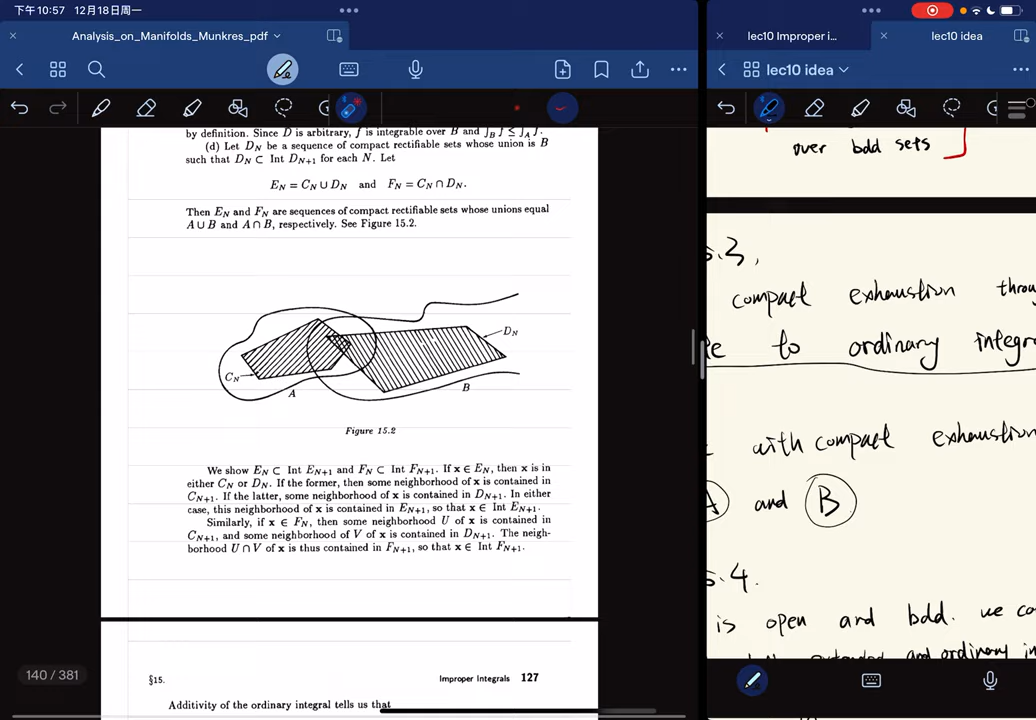 下午10:57 12月18日周一
Analysis_on_Manifolds_Munkres_pdf
by definition. Since D is arbitrary, f is integrable over B and ∫_B f ≤ ∫_A f.
(d) Let D_N be a sequence of compact rectifiable sets whose union is B
such that D_N ⊂ Int D_{N+1} for each N. Let
E_N = C_N ∪ D_N and F_N = C_N ∩ D_N.
Then E_N and F_N are sequences of compact rectifiable sets whose unions equal
A ∪ B and A ∩ B, respectively. See Figure 15.2.
D_N
C_N
A
B
Figure 15.2
We show E_N ⊂ Int E_{N+1} and F_N ⊂ Int F_{N+1}. If x ∈ E_N, then x is in
either C_N or D_N. If the former, then some neighborhood of x is contained in
C_{N+1}. If the latter, some neighborhood of x is contained in D_{N+1}. In either
case, this neighborhood of x is contained in E_{N+1}, so that x ∈ Int E_{N+1}.
Similarly, if x ∈ F_N, then some neighborhood U of x is contained in
C_{N+1}, and some neighborhood of V of x is contained in D_{N+1}. The neigh-
borhood U ∩ V of x is thus contained in F_{N+1}, so that x ∈ Int F_{N+1}.
140 / 381
§15. Improper Integrals 127
Additivity of the ordinary integral tells us that
lec10 Improper i...
lec10 idea
lec10 idea
over bdd sets
5.3,
compact exhaustion
to ordinary
with compact exhaustion
A and B
5.4.
is open and bdd. we
extended and ordinary